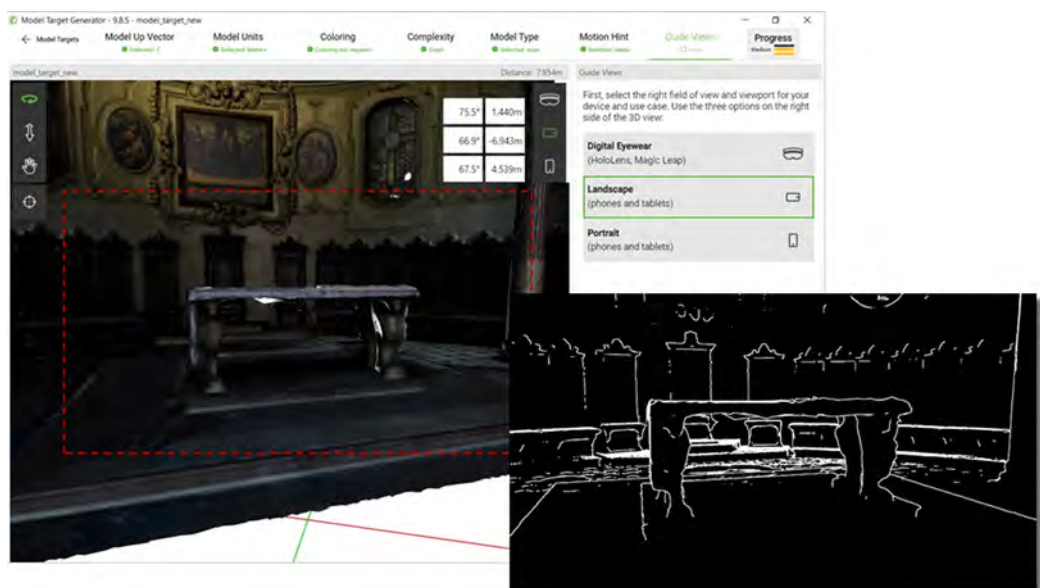 Model Target Generator - 9.8.5 - model_target_new
Model Targets
Model Up Vector
Model Units
Coloring
Complexity
Model Type
Motion Hint
Guide Views
Progress
Medium
model_target_new
Distance: 7.954m
Guide Views
75.5° 1.440m
66.9° -6.943m
67.5° 4.539m
First, select the right field of view and viewport for your
device and use case. Use the three options on the right
side of the 3D view:
Digital Eyewear
(HoloLens, Magic Leap)
Landscape
(phones and tablets)
Portrait
(phones and tablets)